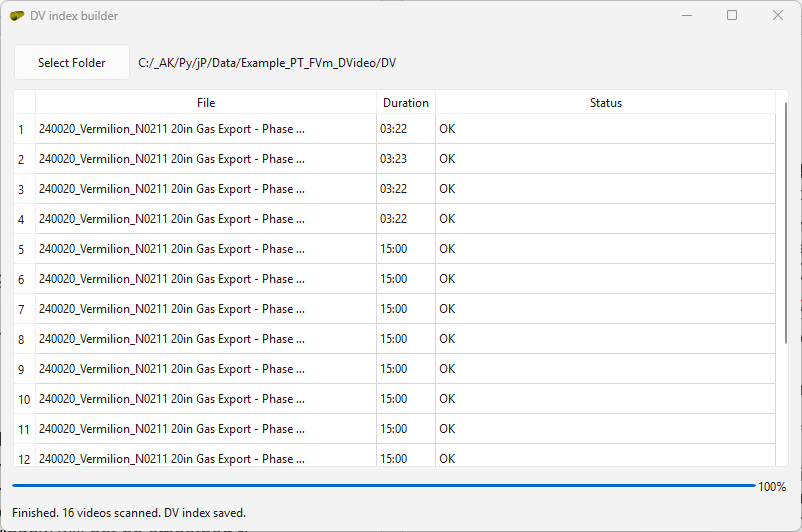 DV index builder
Select Folder C:/_AK/Py/jP/Data/Example_PT_FVm_DVideo/DV
File Duration Status
1 240020_Vermilion_N0211 20in Gas Export - Phase ... 03:22 OK
2 240020_Vermilion_N0211 20in Gas Export - Phase ... 03:23 OK
3 240020_Vermilion_N0211 20in Gas Export - Phase ... 03:22 OK
4 240020_Vermilion_N0211 20in Gas Export - Phase ... 03:22 OK
5 240020_Vermilion_N0211 20in Gas Export - Phase ... 15:00 OK
6 240020_Vermilion_N0211 20in Gas Export - Phase ... 15:00 OK
7 240020_Vermilion_N0211 20in Gas Export - Phase ... 15:00 OK
8 240020_Vermilion_N0211 20in Gas Export - Phase ... 15:00 OK
9 240020_Vermilion_N0211 20in Gas Export - Phase ... 15:00 OK
10 240020_Vermilion_N0211 20in Gas Export - Phase ... 15:00 OK
11 240020_Vermilion_N0211 20in Gas Export - Phase ... 15:00 OK
12 240020_Vermilion_N0211 20in Gas Export - Phase ... 15:00 OK
100%
Finished. 16 videos scanned. DV index saved.